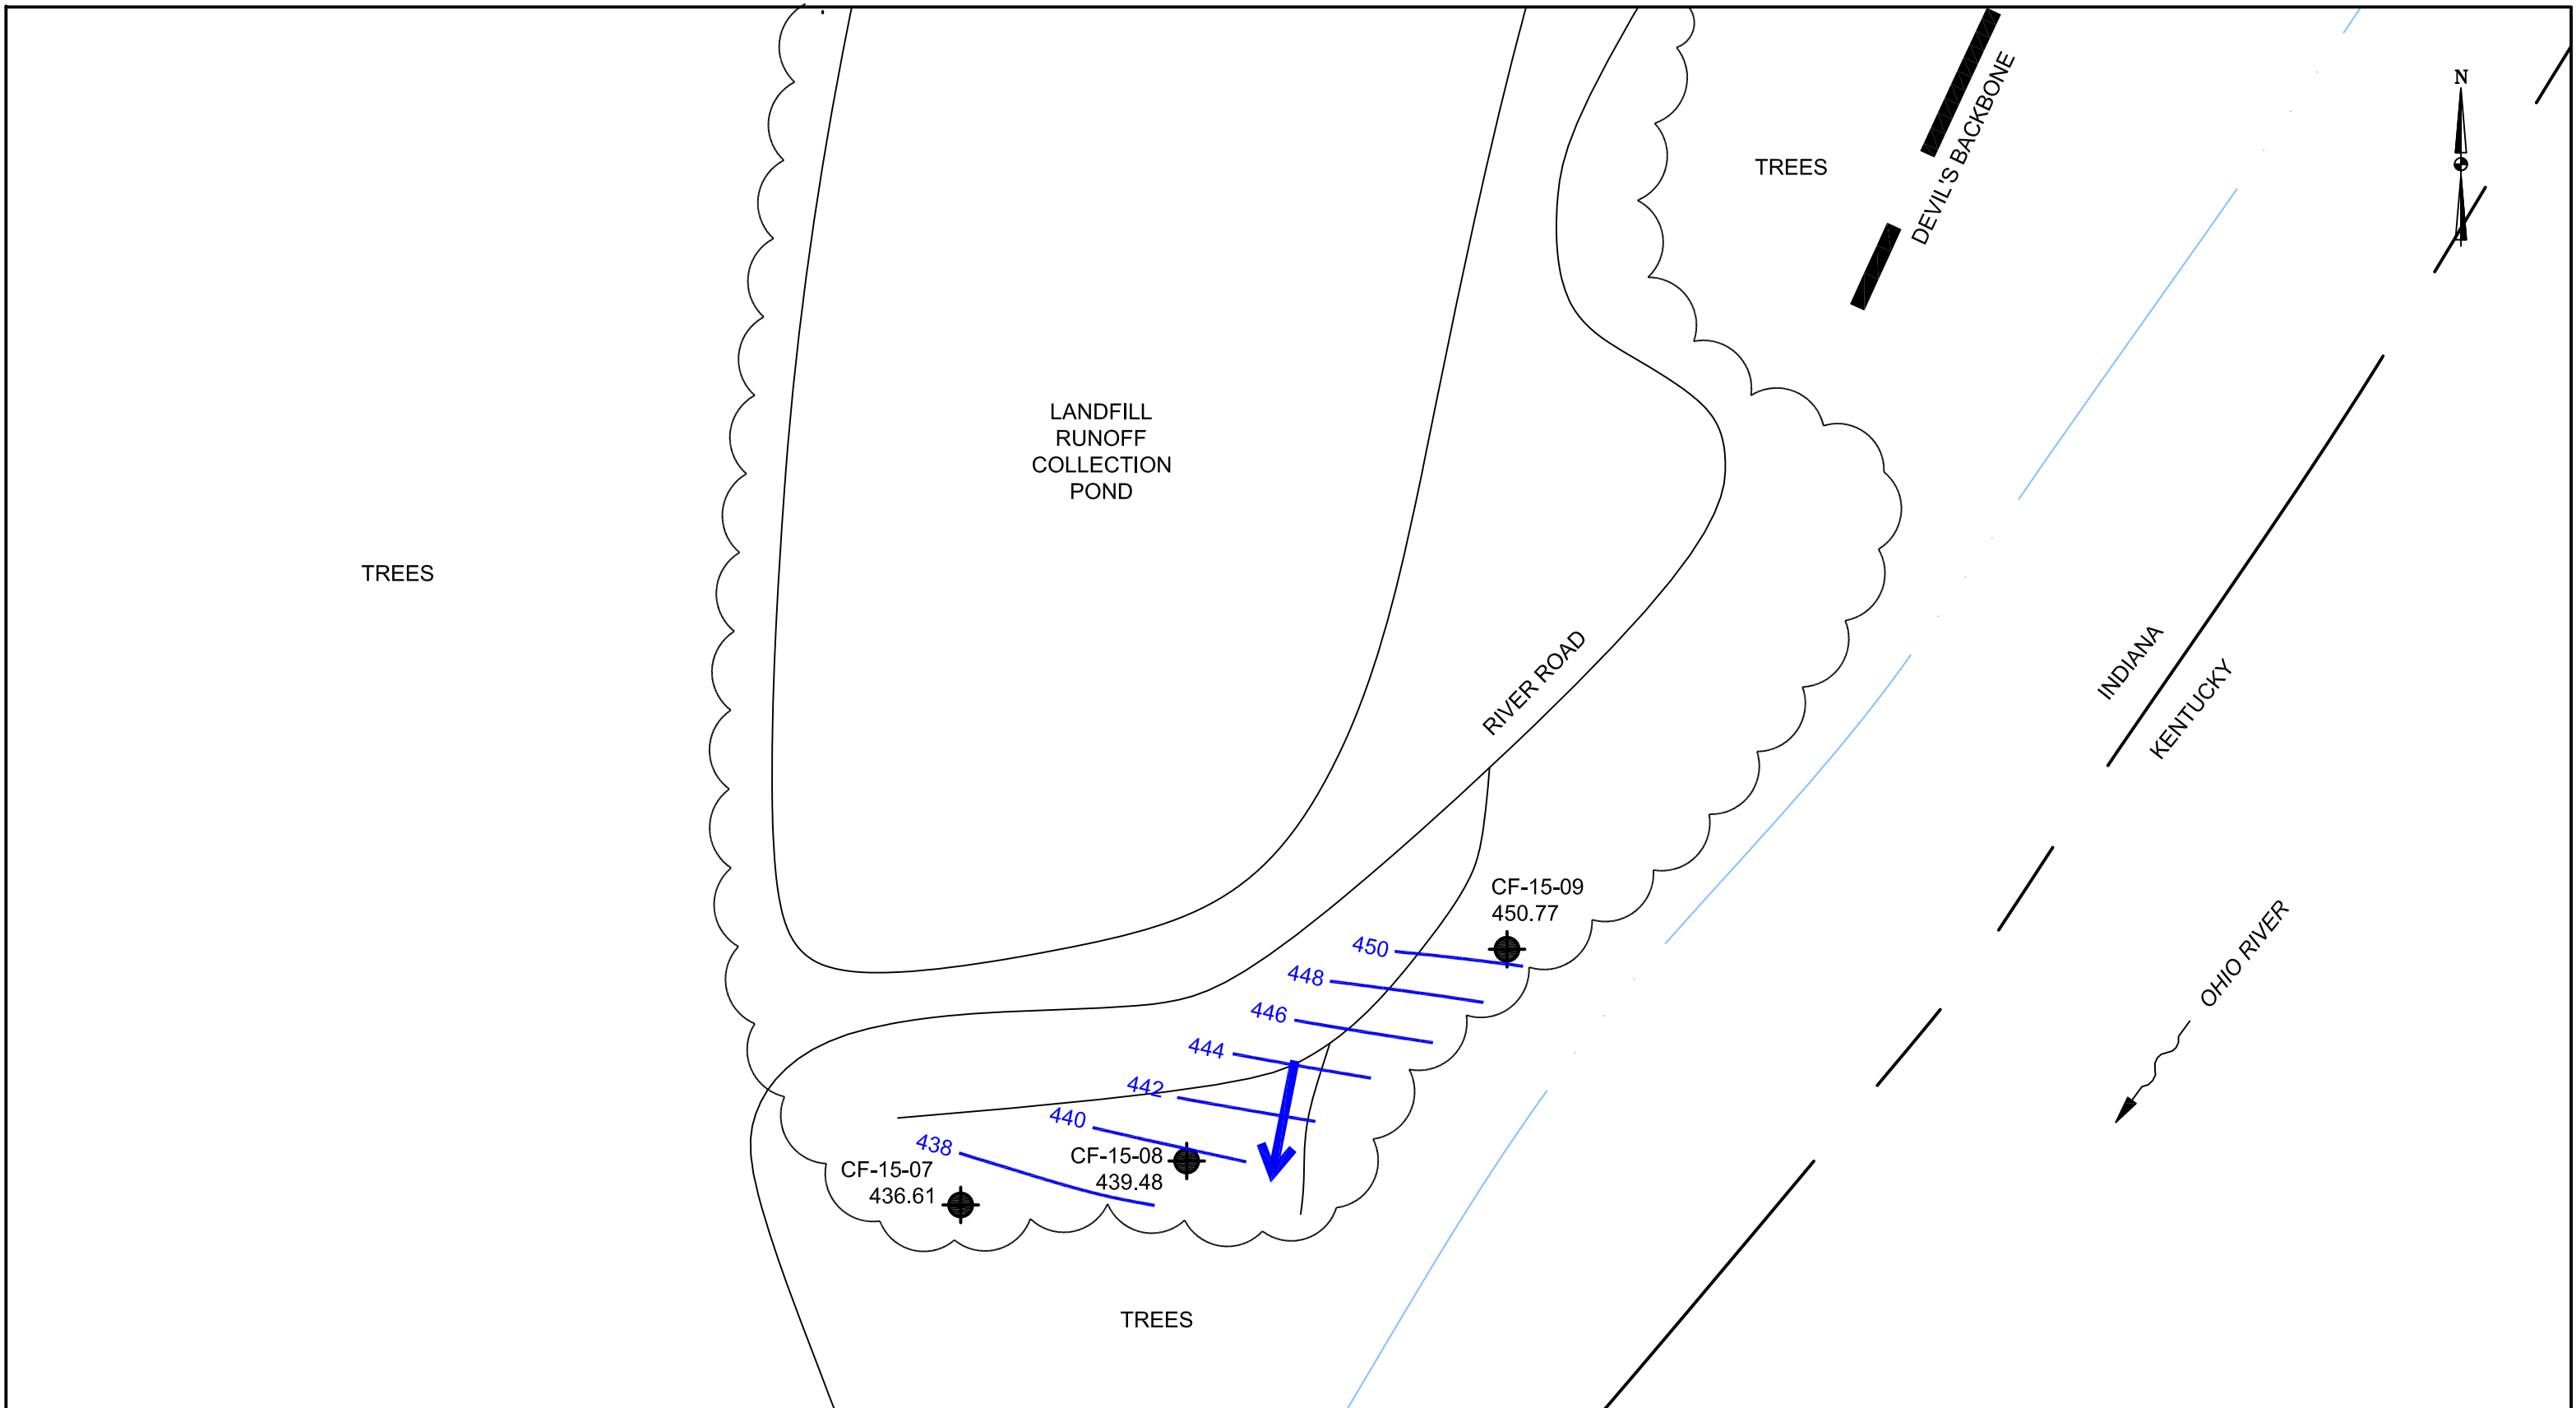 N
DEVIL'S BACKBONE
TREES
LANDFILL
RUNOFF
COLLECTION
POND
TREES
RIVER ROAD
INDIANA
KENTUCKY
OHIO RIVER
CF-15-09
450.77
450
448
446
444
442
440
438
CF-15-08
439.48
CF-15-07
436.61
TREES